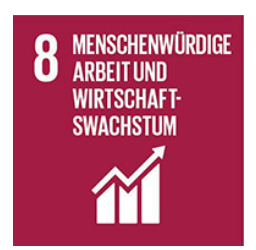 8 MENSCHENWÜRDIGE
ARBEIT UND
WIRTSCHAFT-
SWACHSTUM